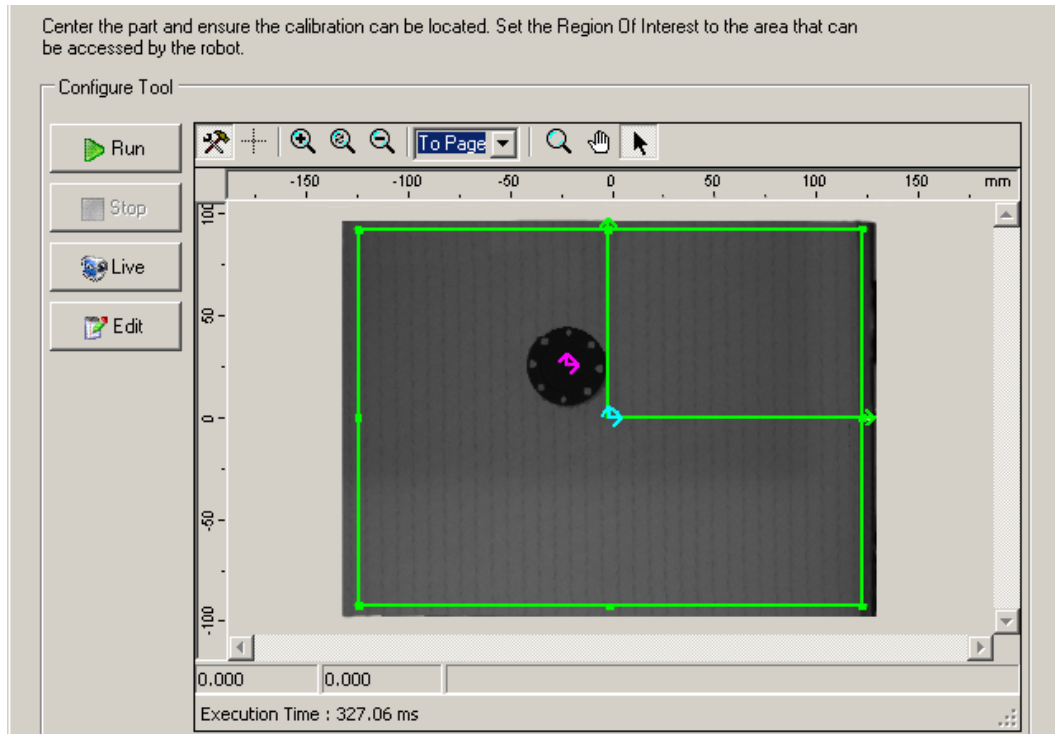 Center the part and ensure the calibration can be located. Set the Region Of Interest to the area that can
be accessed by the robot.
Configure Tool
Run
To Page
-150 -100 -50 0 50 100 150 mm
Stop
100
Live
50
Edit
0
-50
-100
0.000 0.000
Execution Time : 327.06 ms